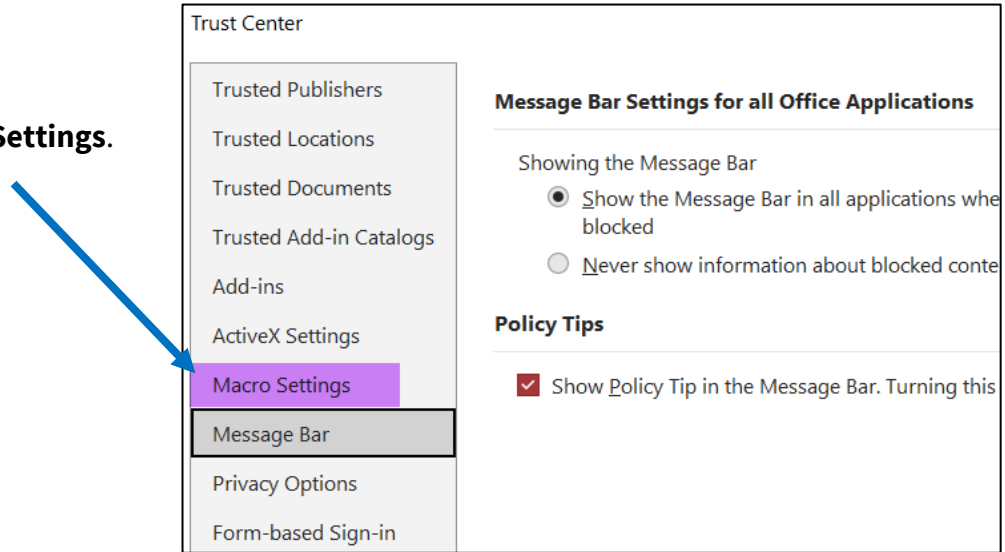 Trust Center
Settings.
Trusted Publishers
Trusted Locations
Trusted Documents
Trusted Add-in Catalogs
Add-ins
ActiveX Settings
Macro Settings
Message Bar
Privacy Options
Form-based Sign-in
Message Bar Settings for all Office Applications
Showing the Message Bar
Show the Message Bar in all applications whe
blocked
Never show information about blocked conte
Policy Tips
Show Policy Tip in the Message Bar. Turning this